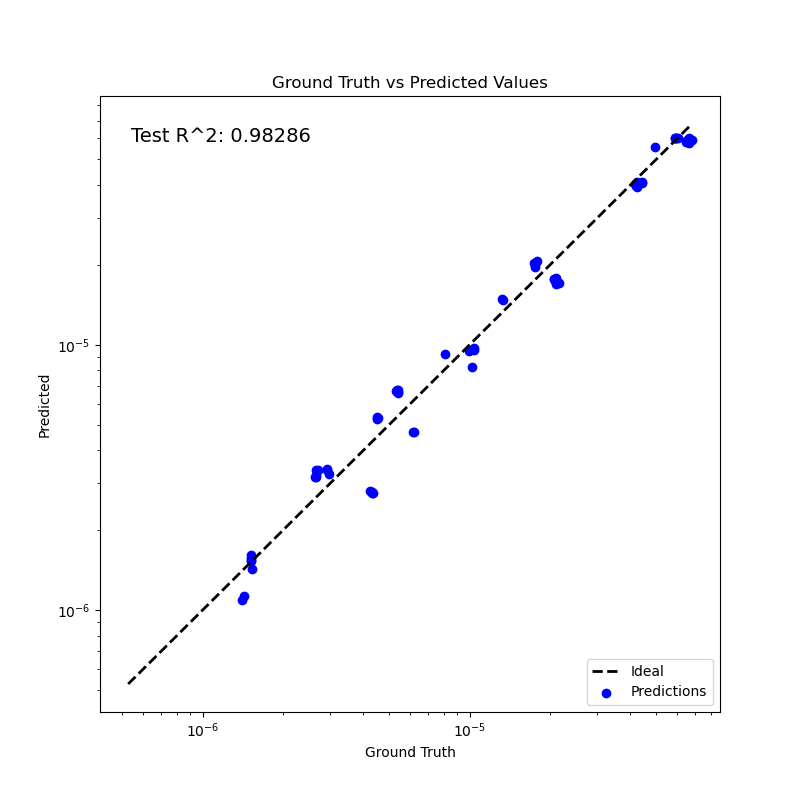 Ground Truth vs Predicted Values
Test R^2: 0.98286
Predicted
10⁻⁵
10⁻⁶
Ideal
Predictions
10⁻⁶
10⁻⁵
Ground Truth